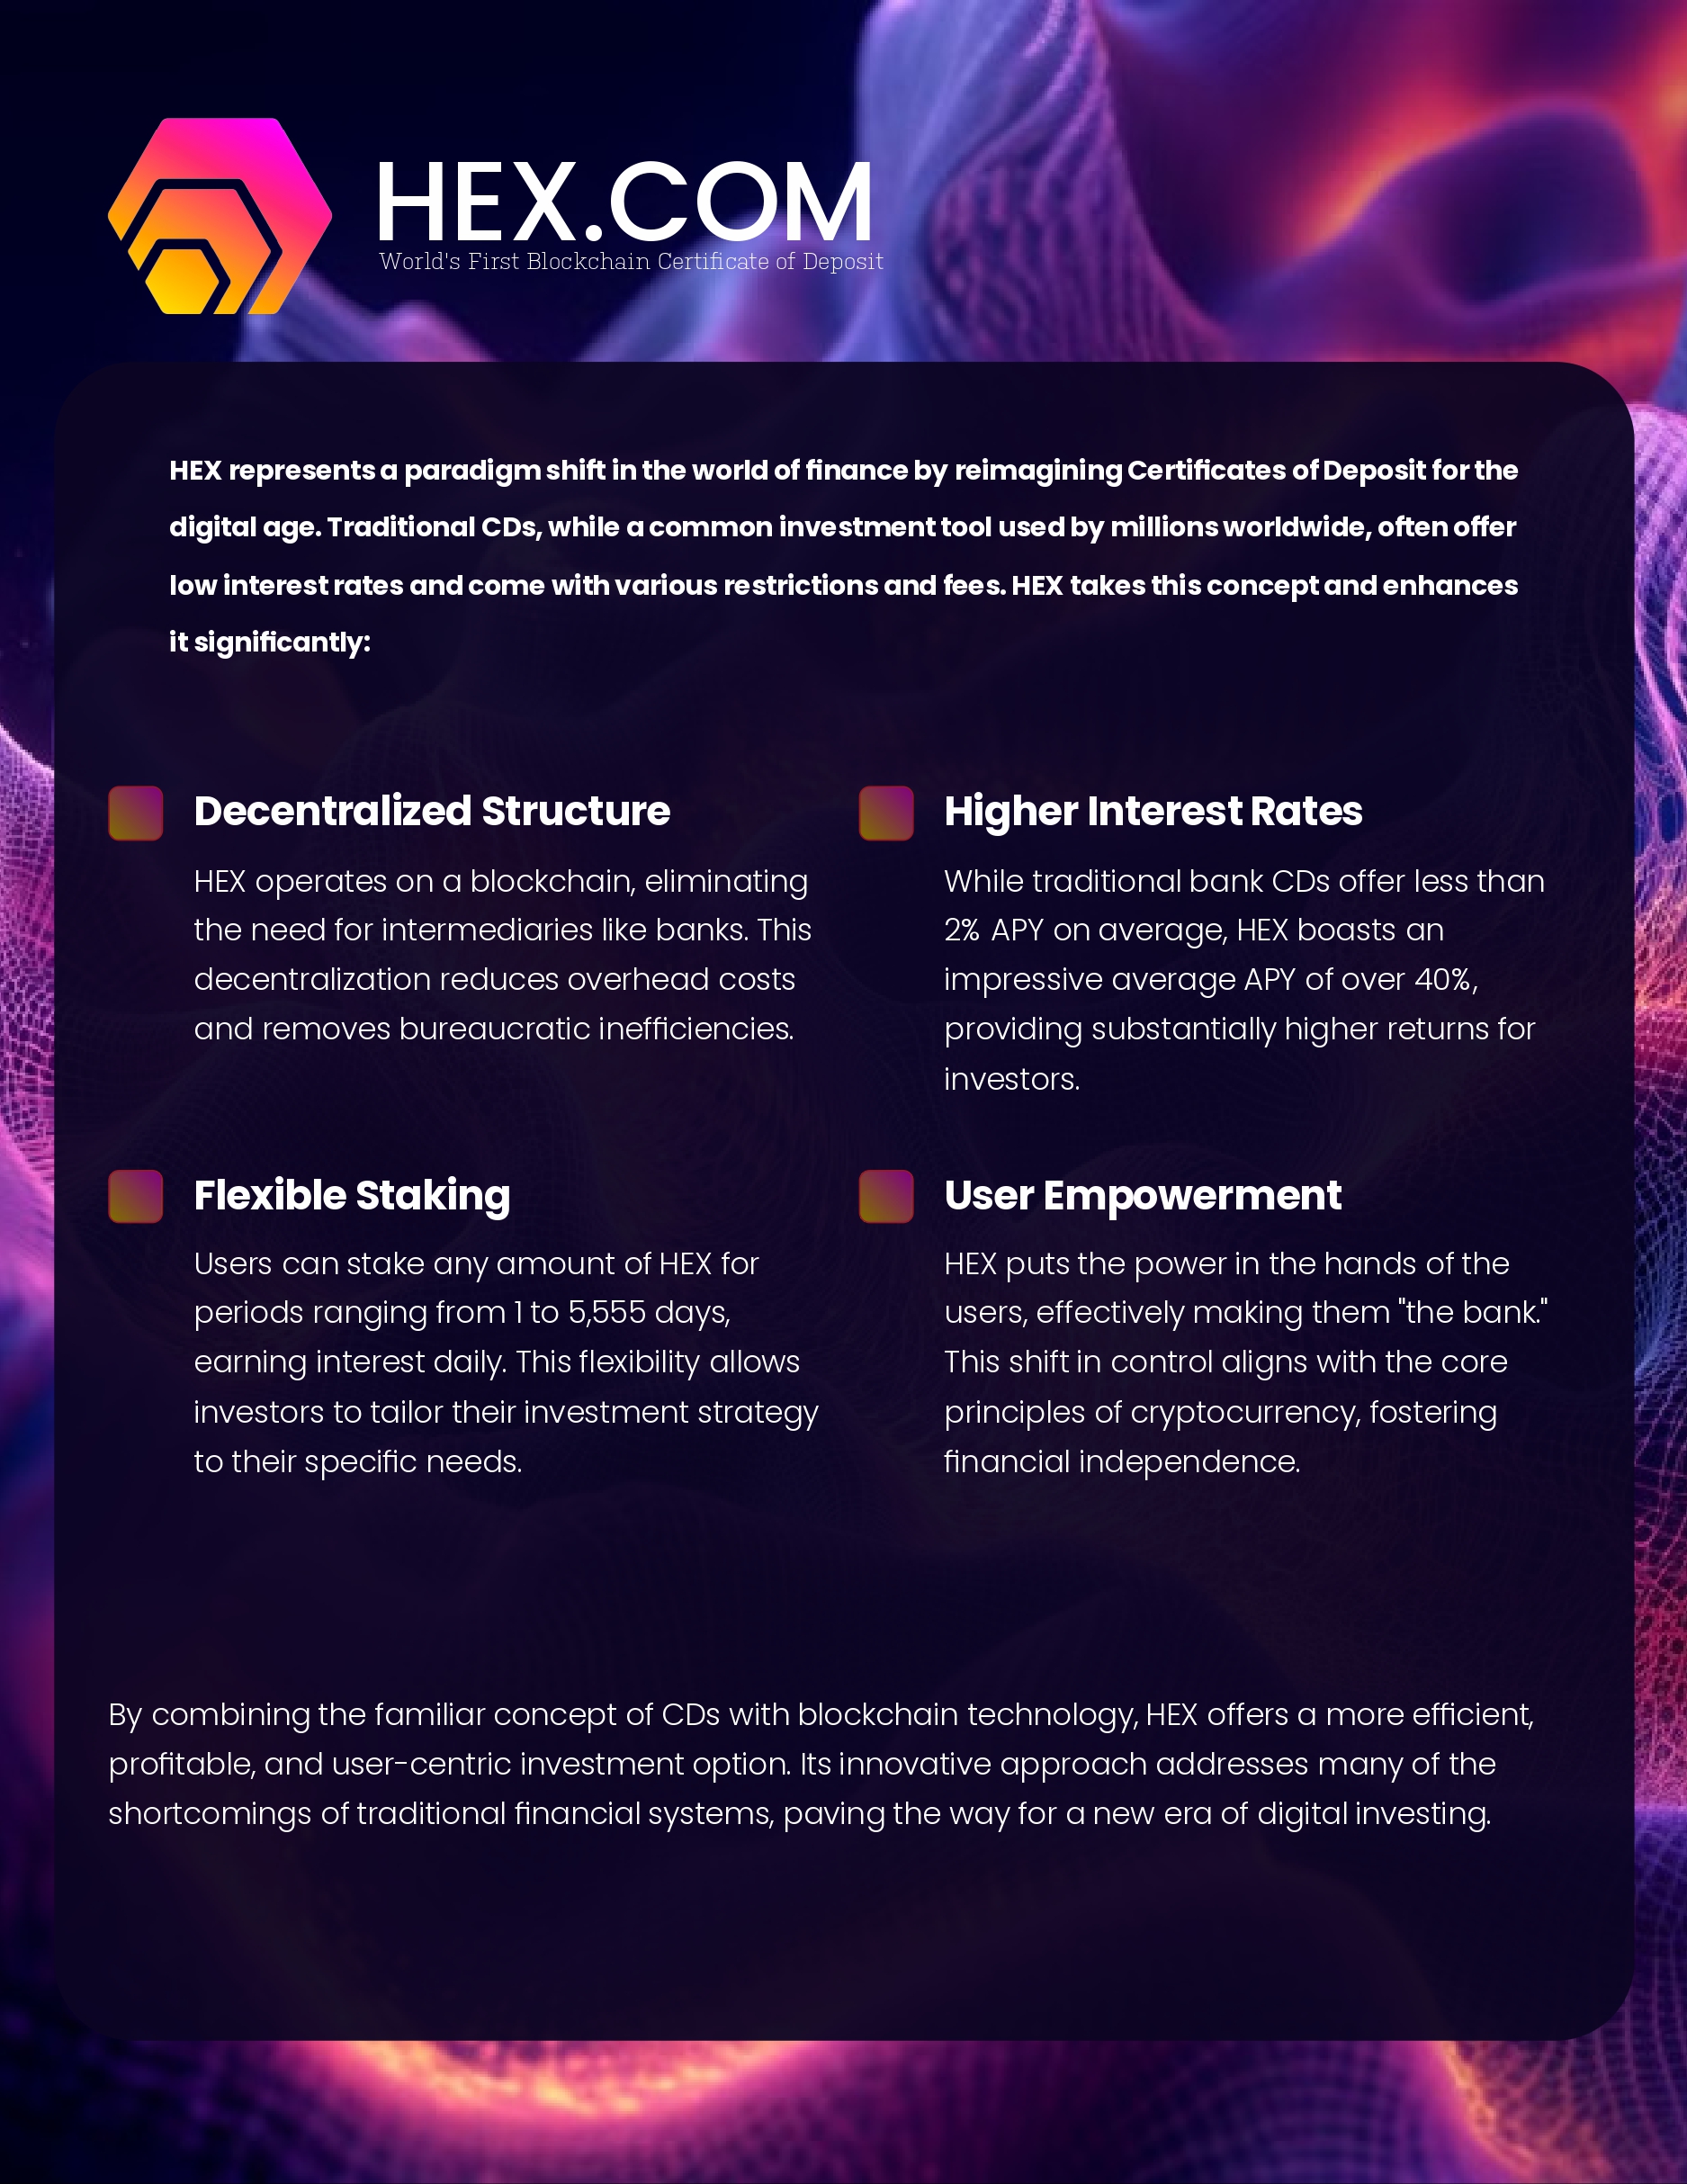 HEX.COM
World's First Blockchain Certificate of Deposit
HEX represents a paradigm shift in the world of finance by reimagining Certificates of Deposit for the
digital age. Traditional CDs, while a common investment tool used by millions worldwide, often offer
low interest rates and come with various restrictions and fees. HEX takes this concept and enhances
it significantly:
Decentralized Structure
HEX operates on a blockchain, eliminating
the need for intermediaries like banks. This
decentralization reduces overhead costs
and removes bureaucratic inefficiencies.
Higher Interest Rates
While traditional bank CDs offer less than
2% APY on average, HEX boasts an
impressive average APY of over 40%,
providing substantially higher returns for
investors.
Flexible Staking
Users can stake any amount of HEX for
periods ranging from 1 to 5,555 days,
earning interest daily. This flexibility allows
investors to tailor their investment strategy
to their specific needs.
User Empowerment
HEX puts the power in the hands of the
users, effectively making them "the bank."
This shift in control aligns with the core
principles of cryptocurrency, fostering
financial independence.
By combining the familiar concept of CDs with blockchain technology, HEX offers a more efficient,
profitable, and user-centric investment option. Its innovative approach addresses many of the
shortcomings of traditional financial systems, paving the way for a new era of digital investing.